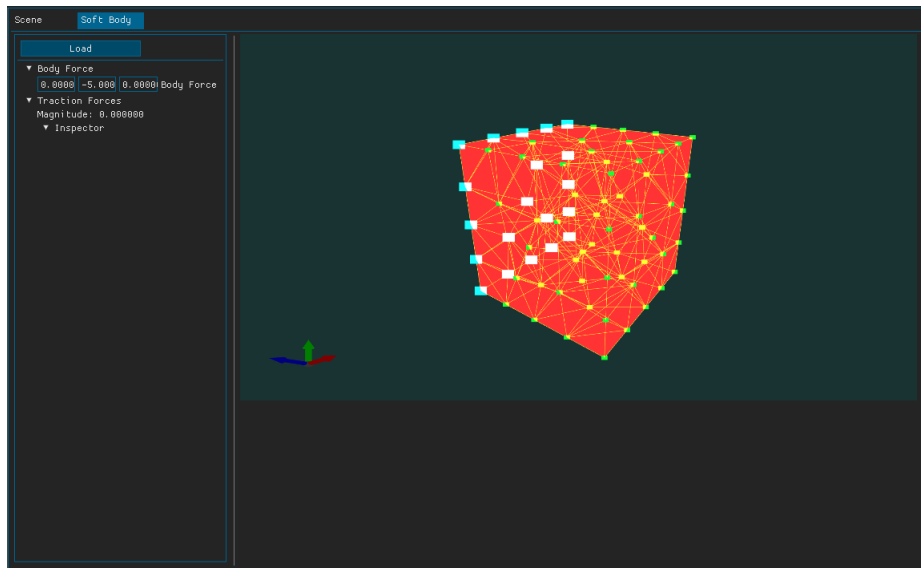 Scene Soft Body
Load
Body Force
0.0000 -5.000 0.0000 Body Force
Traction Forces
Magnitude: 0.000000
Inspector